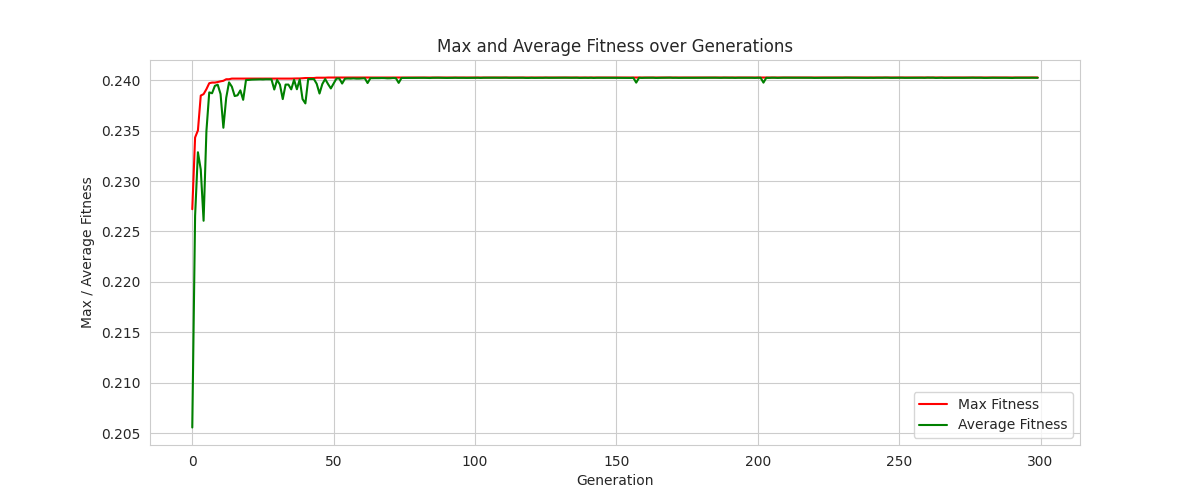 Max and Average Fitness over Generations
Max / Average Fitness
0.240
0.235
0.230
0.225
0.220
0.215
0.210
0.205
0 50 100 150 200 250 300
Generation
Max Fitness
Average Fitness